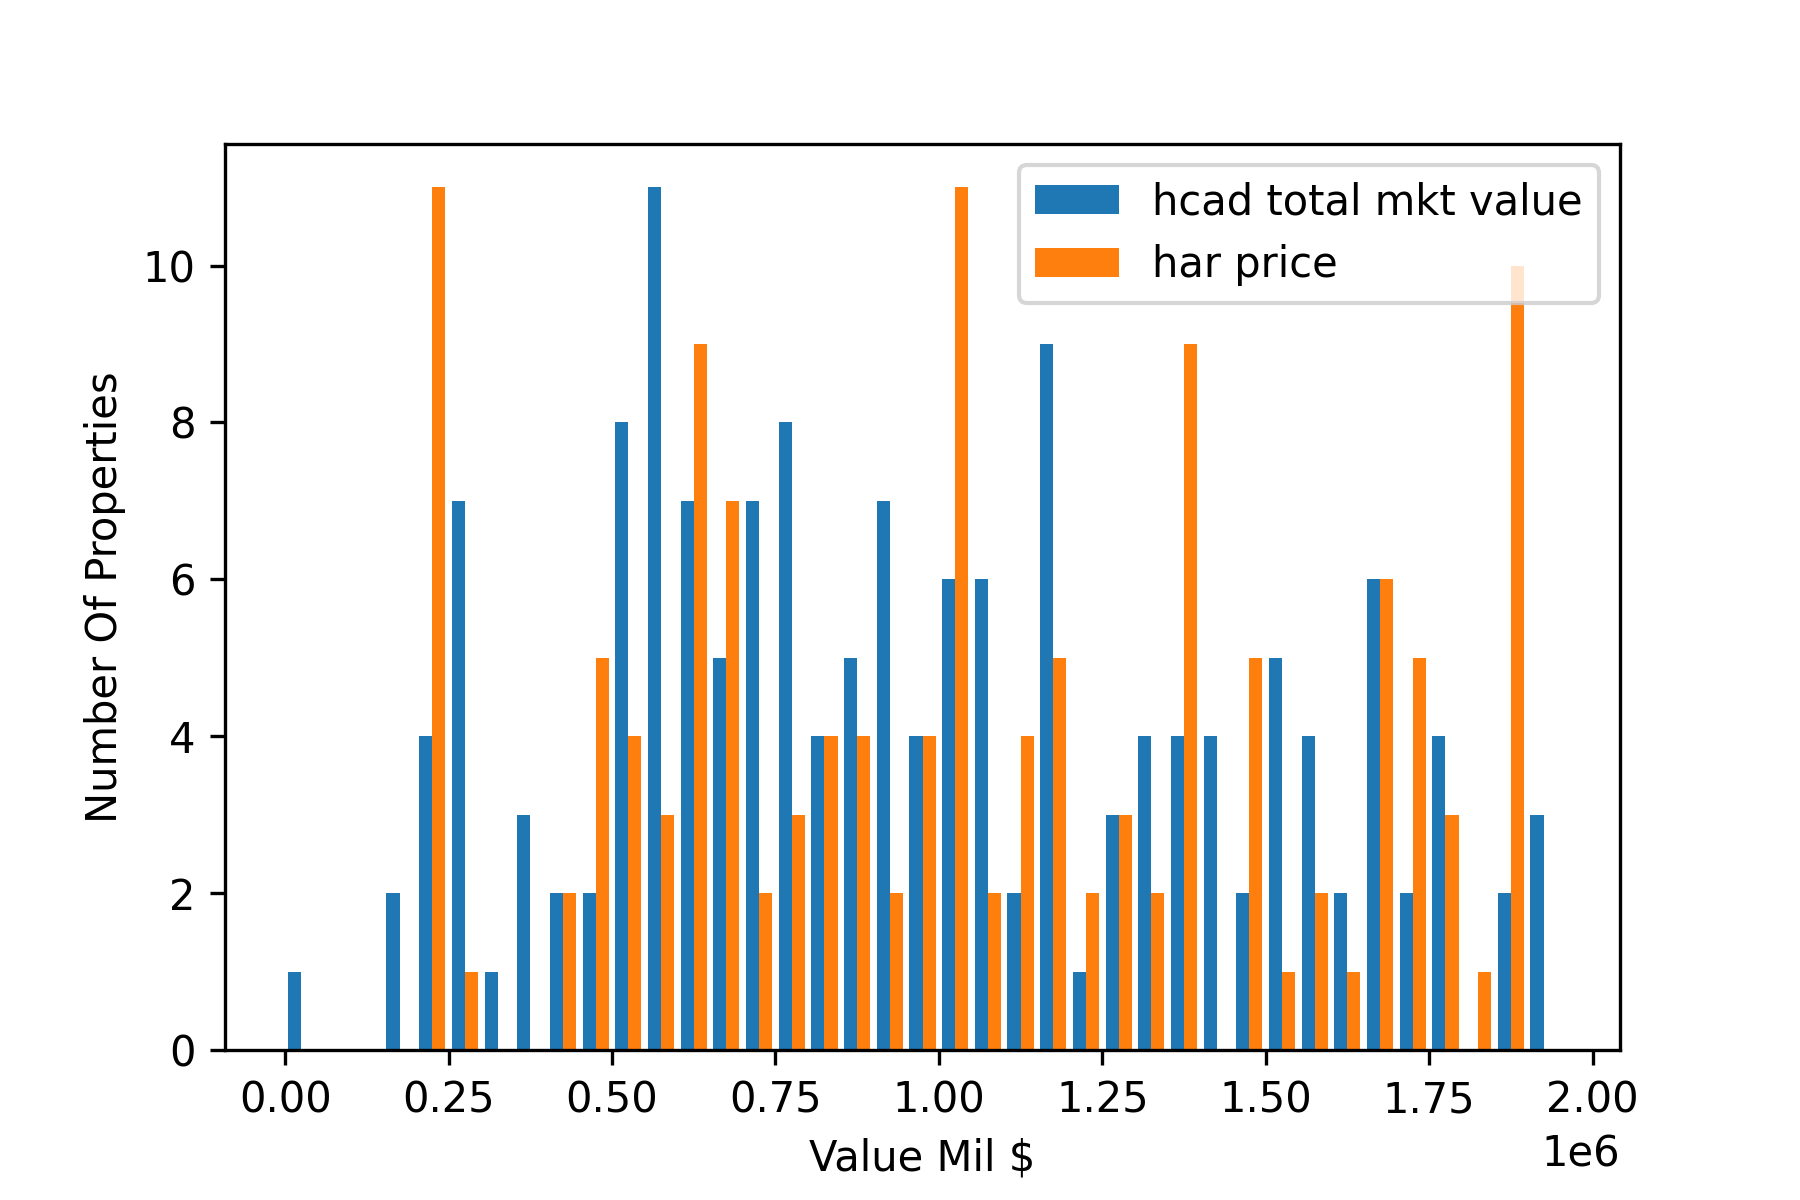 hcad total mkt value
har price
Number Of Properties
10
8
6
4
2
0
0.00 0.25 0.50 0.75 1.00 1.25 1.50 1.75 2.00
1e6
Value Mil $